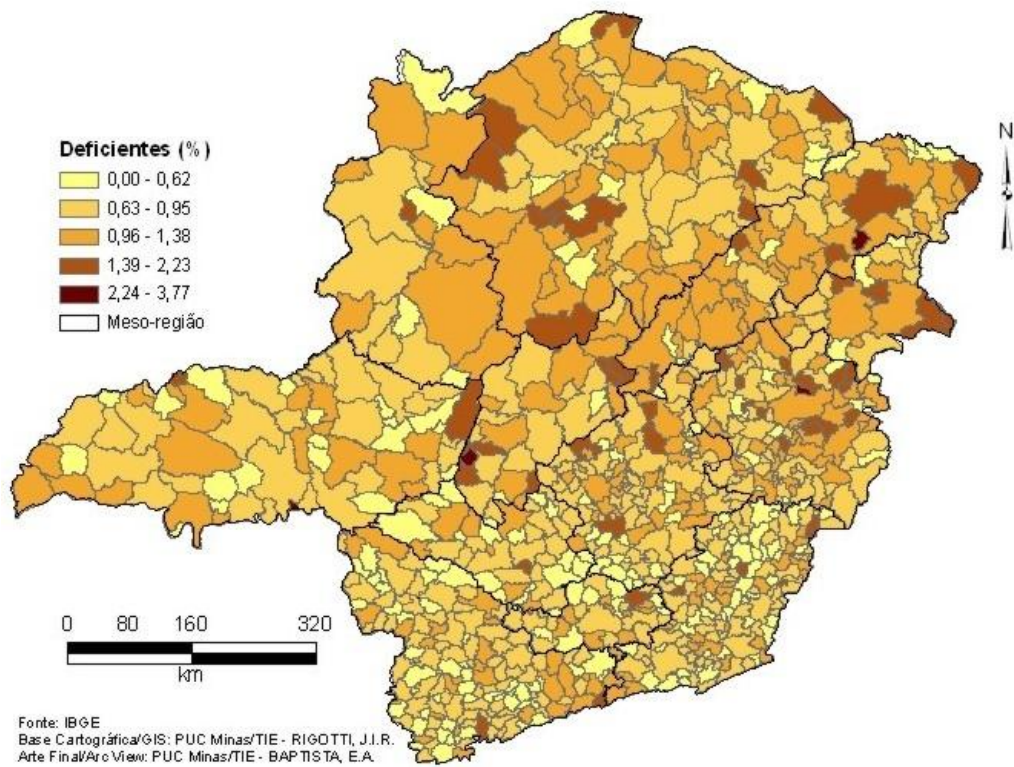 Deficientes (%)
0,00 - 0,62
0,63 - 0,95
0,96 - 1,38
1,39 - 2,23
2,24 - 3,77
Meso-região
N
0 80 160 320
km
Fonte: IBGE
Base Cartográfica/GIS: PUC Minas/TIE - RIGOTTI, J.I.R.
Arte Final/Arc View: PUC Minas/TIE - BAPTISTA, E.A.